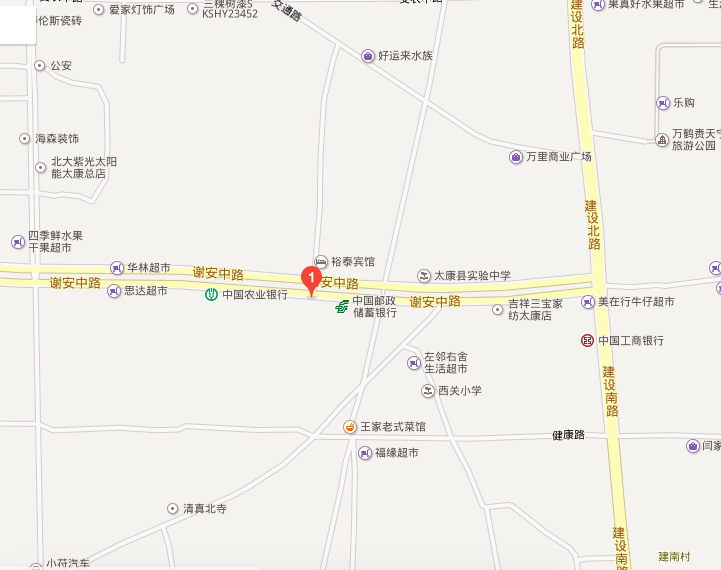 爱家灯饰广场
三棵树漆S
KSHY23452
交通路
建设北路
果真好水果超市
伦斯瓷砖
好运来水族
公安
乐购
海森装饰
万鹤贵天宁
旅游公园
万里商业广场
北大紫光太阳
能太康总店
建设北路
四季鲜水果
干果超市
华林超市
谢安中路
裕泰宾馆
太康县实验中学
谢安中路
安中路
思达超市
中国农业银行
1
中国邮政
储蓄银行
谢安中路
吉祥三宝家
纺太康店
美在行牛仔超市
中国工商银行
左邻右舍
生活超市
西关小学
建设南路
王家老式菜馆
健康路
福缘超市
闫家
清真北寺
建设南路
建南村
小荷汽车